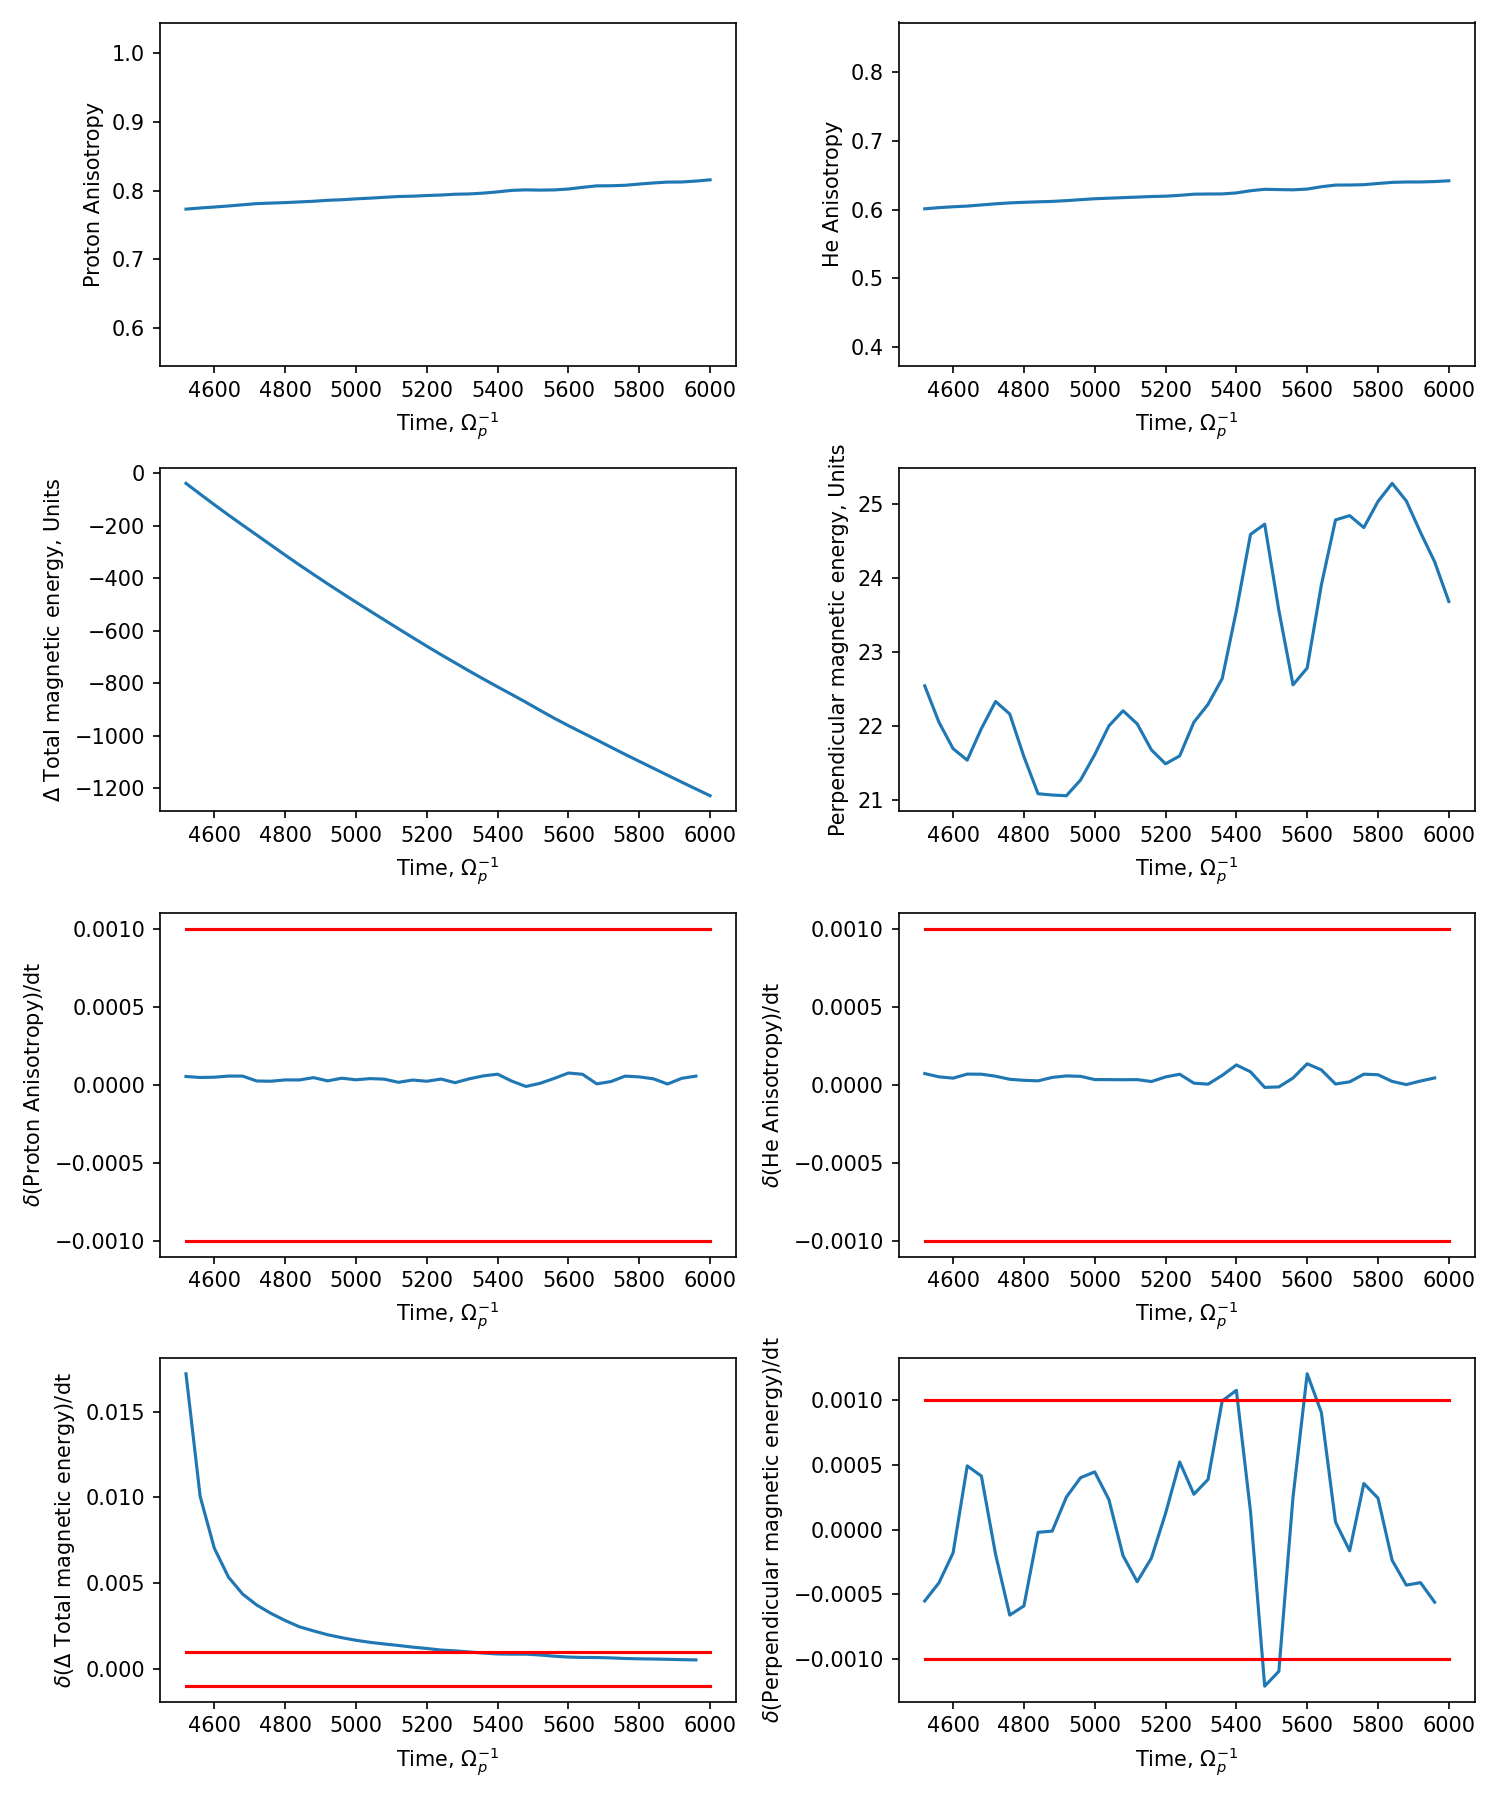 Proton Anisotropy
1.0
0.9
0.8
0.7
0.6
4600 4800 5000 5200 5400 5600 5800 6000
Time, Ω_p^{-1}
He Anisotropy
0.8
0.7
0.6
0.5
0.4
4600 4800 5000 5200 5400 5600 5800 6000
Time, Ω_p^{-1}
Δ Total magnetic energy, Units
0
−200
−400
−600
−800
−1000
−1200
4600 4800 5000 5200 5400 5600 5800 6000
Time, Ω_p^{-1}
Perpendicular magnetic energy, Units
25
24
23
22
21
4600 4800 5000 5200 5400 5600 5800 6000
Time, Ω_p^{-1}
δ(Proton Anisotropy)/dt
0.0010
0.0005
0.0000
−0.0005
−0.0010
4600 4800 5000 5200 5400 5600 5800 6000
Time, Ω_p^{-1}
δ(He Anisotropy)/dt
0.0010
0.0005
0.0000
−0.0005
−0.0010
4600 4800 5000 5200 5400 5600 5800 6000
Time, Ω_p^{-1}
δ(Δ Total magnetic energy)/dt
0.015
0.010
0.005
0.000
4600 4800 5000 5200 5400 5600 5800 6000
Time, Ω_p^{-1}
δ(Perpendicular magnetic energy)/dt
0.0010
0.0005
0.0000
−0.0005
−0.0010
4600 4800 5000 5200 5400 5600 5800 6000
Time, Ω_p^{-1}